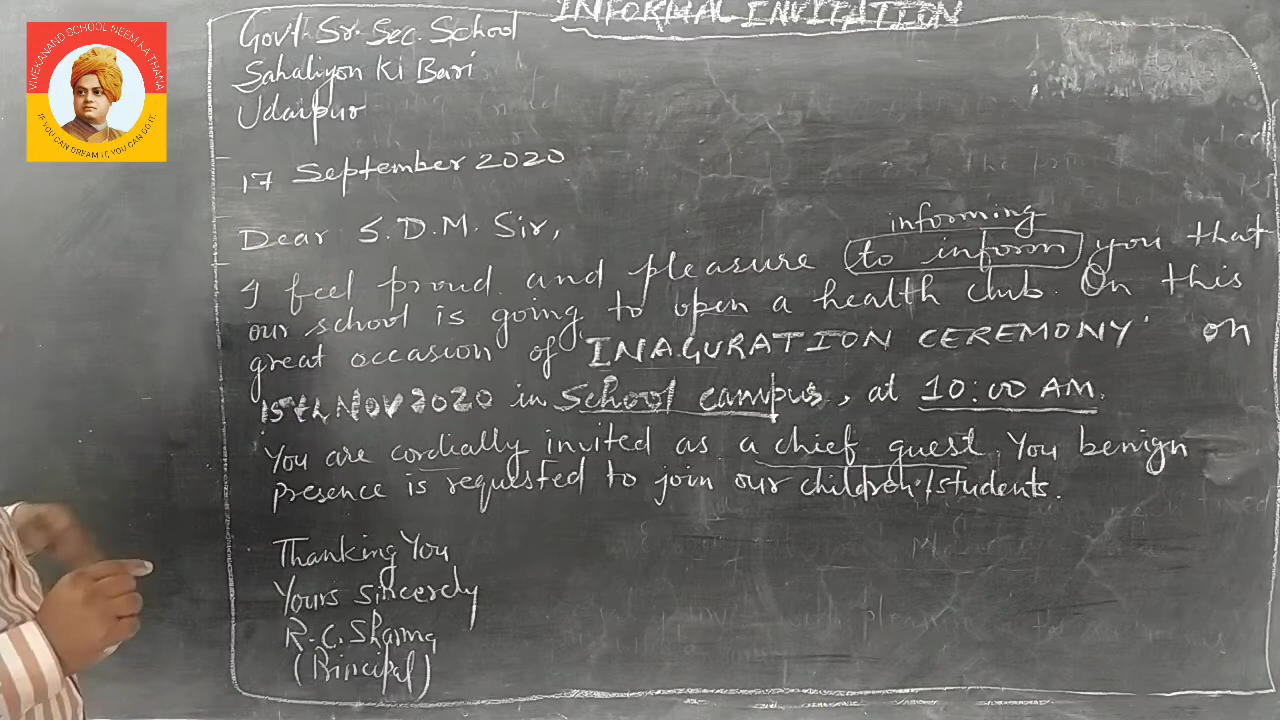 INFORMAL INVITATION
VIVEKANAND SCHOOL NEEM KA THANA
IF YOU CAN DREAM IT, YOU CAN DO IT.
Govt. Sr. Sec. School
Sahaliyon Ki Bari
Udaipur
17 September 2020
Dear S.D.M. Sir,
informing
I feel proud and pleasure to inform you that
our school is going to open a health club. On this
great occasion of 'INAGURATION CEREMONY' on
15th NOV 2020 in School campus, at 10:00 AM.
You are cordially invited as a chief guest. You benign
presence is requested to join our children/students.
Thanking You
Yours sincerely
R.C. Sharma
(Principal)